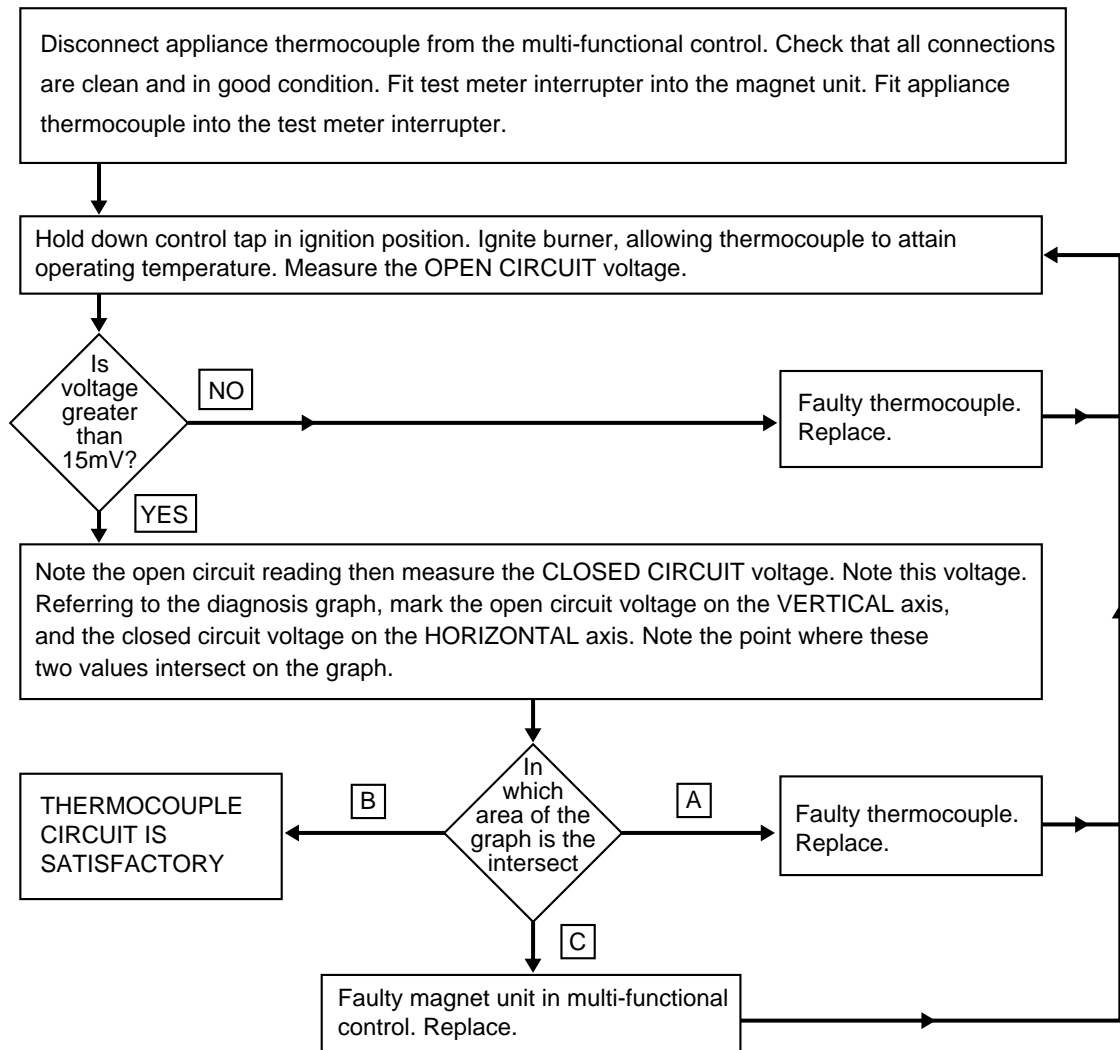 Disconnect appliance thermocouple from the multi-functional control. Check that all connections
are clean and in good condition. Fit test meter interrupter into the magnet unit. Fit appliance
thermocouple into the test meter interrupter.
Hold down control tap in ignition position. Ignite burner, allowing thermocouple to attain
operating temperature. Measure the OPEN CIRCUIT voltage.
Is
voltage
greater
than
15mV?
NO
Faulty thermocouple.
Replace.
YES
Note the open circuit reading then measure the CLOSED CIRCUIT voltage. Note this voltage.
Referring to the diagnosis graph, mark the open circuit voltage on the VERTICAL axis,
and the closed circuit voltage on the HORIZONTAL axis. Note the point where these
two values intersect on the graph.
In
which
area of the
graph is the
intersect
B
THERMOCOUPLE
CIRCUIT IS
SATISFACTORY
A
Faulty thermocouple.
Replace.
C
Faulty magnet unit in multi-functional
control. Replace.